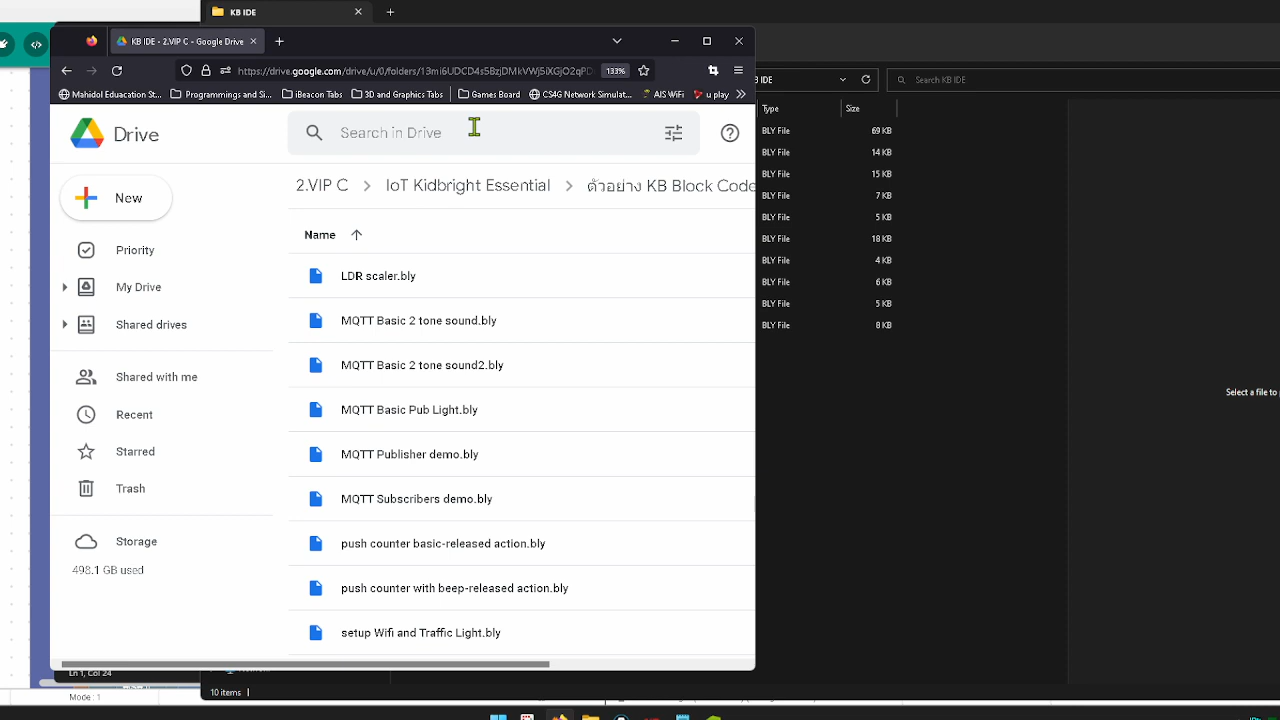 KB IDE
KB IDE - 2.VIP C - Google Drive
https://drive.google.com/drive/u/0/folders/13mi6UDCD4s5BzjDMkVWj5iXGjO2qPD
133%
Mahidol Eduacation St...
Programming and Si...
iBeacon Tabs
3D and Graphics Tabs
Games Board
CS4G Network Simulat...
AIS WiFi
u play
IDE
Search KB IDE
Drive
Search in Drive
New
Priority
My Drive
Shared drives
Shared with me
Recent
Starred
Trash
Storage
498.1 GB used
2.VIP C > IoT Kidbright Essential > ตัวอย่าง KB Block Code
Name
LDR scaler.bly
MQTT Basic 2 tone sound.bly
MQTT Basic 2 tone sound2.bly
MQTT Basic Pub Light.bly
MQTT Publisher demo.bly
MQTT Subscribers demo.bly
push counter basic-released action.bly
push counter with beep-released action.bly
setup Wifi and Traffic Light.bly
Type Size
BLY File 69 KB
BLY File 14 KB
BLY File 15 KB
BLY File 7 KB
BLY File 5 KB
BLY File 18 KB
BLY File 4 KB
BLY File 6 KB
BLY File 5 KB
BLY File 8 KB
Select a file to
Ln 1, Col 24
10 items
Mode : 1